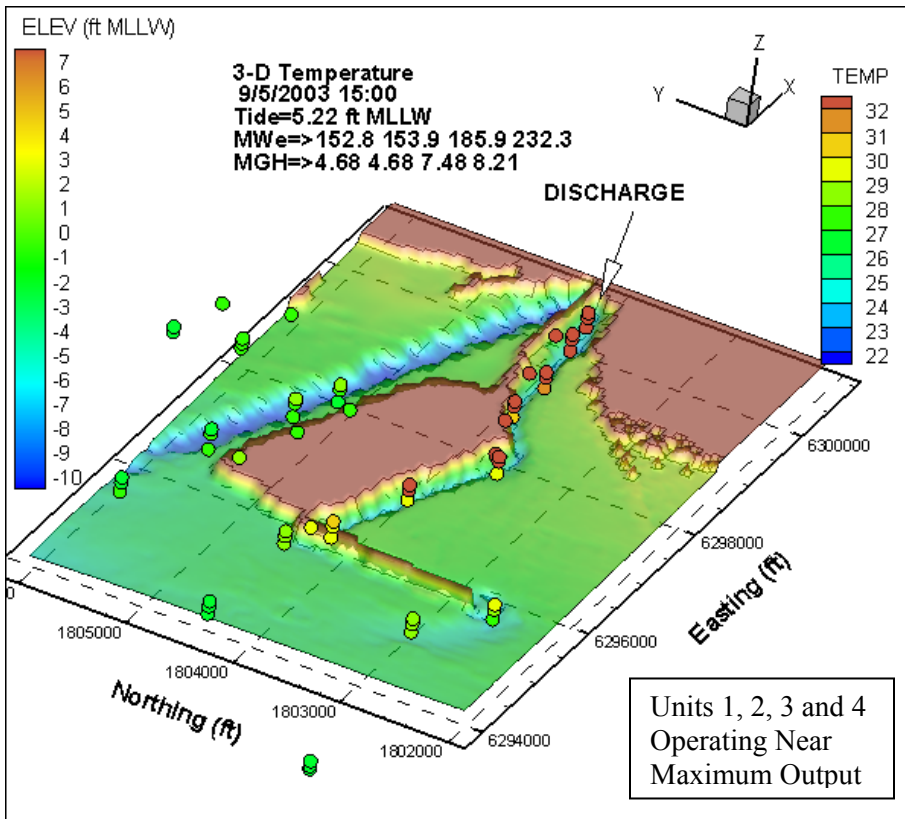 ELEV (ft MLLW)
7
6
5
4
3
2
1
0
-1
-2
-3
-4
-5
-6
-7
-8
-9
-10
3-D Temperature
9/5/2003 15:00
Tide=5.22 ft MLLW
MWe=>152.8 153.9 185.9 232.3
MGH=>4.68 4.68 7.48 8.21
Z
Y
X
TEMP
32
31
30
29
28
27
26
25
24
23
22
DISCHARGE
6300000
6298000
6296000
6294000
Easting (ft)
0
1805000
1804000
1803000
1802000
Northing (ft)
Units 1, 2, 3 and 4
Operating Near
Maximum Output